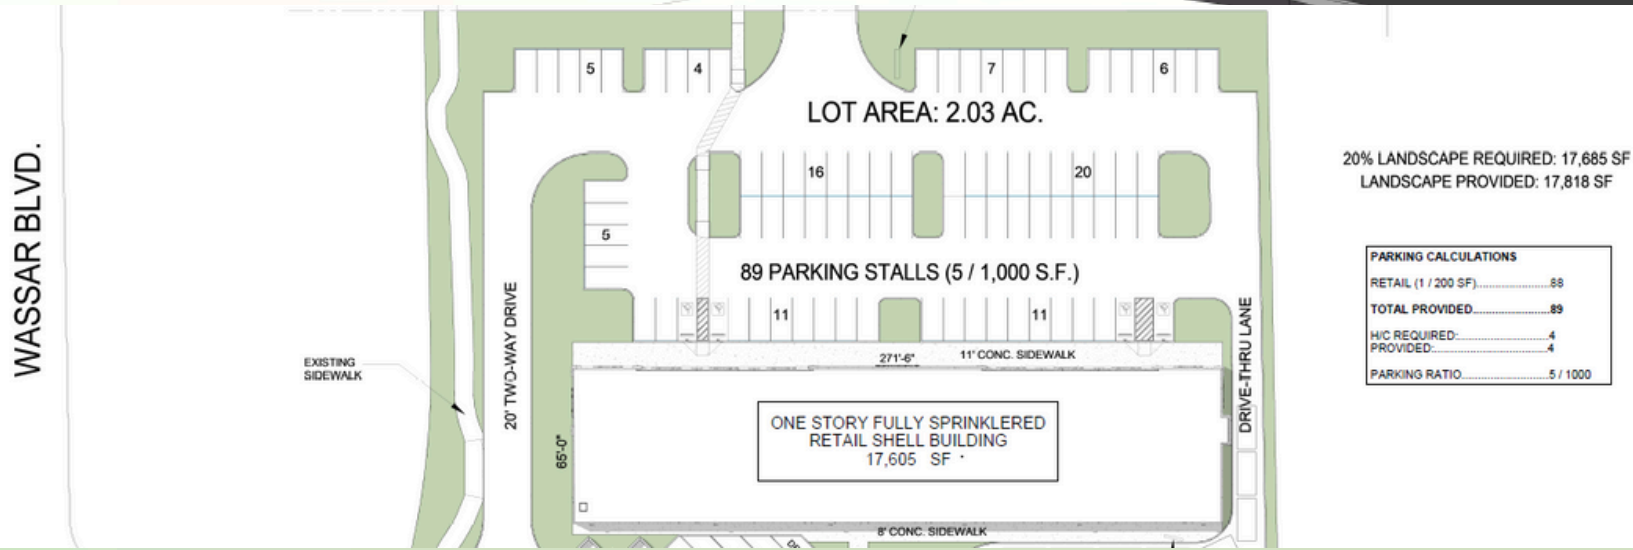 5
4
7
6
LOT AREA: 2.03 AC.
16
20
5
89 PARKING STALLS (5 / 1,000 S.F.)
11
11
WASSAR BLVD.
EXISTING
SIDEWALK
20' TWO-WAY DRIVE
271'-6"
11' CONC. SIDEWALK
DRIVE-THRU LANE
65'-0"
ONE STORY FULLY SPRINKLERED
RETAIL SHELL BUILDING
17,605 SF
8' CONC. SIDEWALK
20% LANDSCAPE REQUIRED: 17,685 SF
LANDSCAPE PROVIDED: 17,818 SF
PARKING CALCULATIONS
RETAIL (1 / 200 SF)......................88
TOTAL PROVIDED......................89
H/C REQUIRED:..........................4
PROVIDED:.................................4
PARKING RATIO.........................5 / 1000